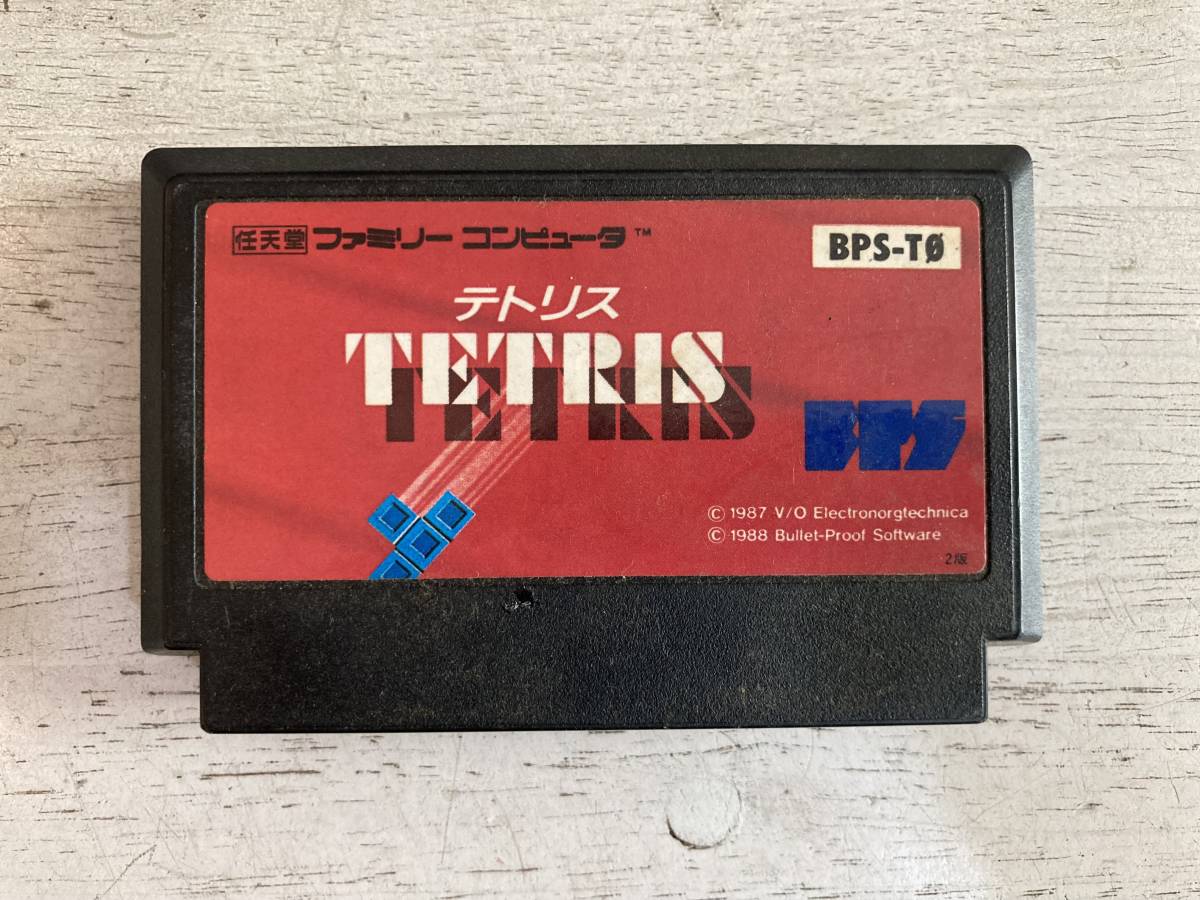 任天堂 ファミリー コンピュータ™
BPS-TØ
テトリス
TETRIS
TETRIS
BPS
© 1987 V/O Electronorgtechnica
© 1988 Bullet-Proof Software
2版